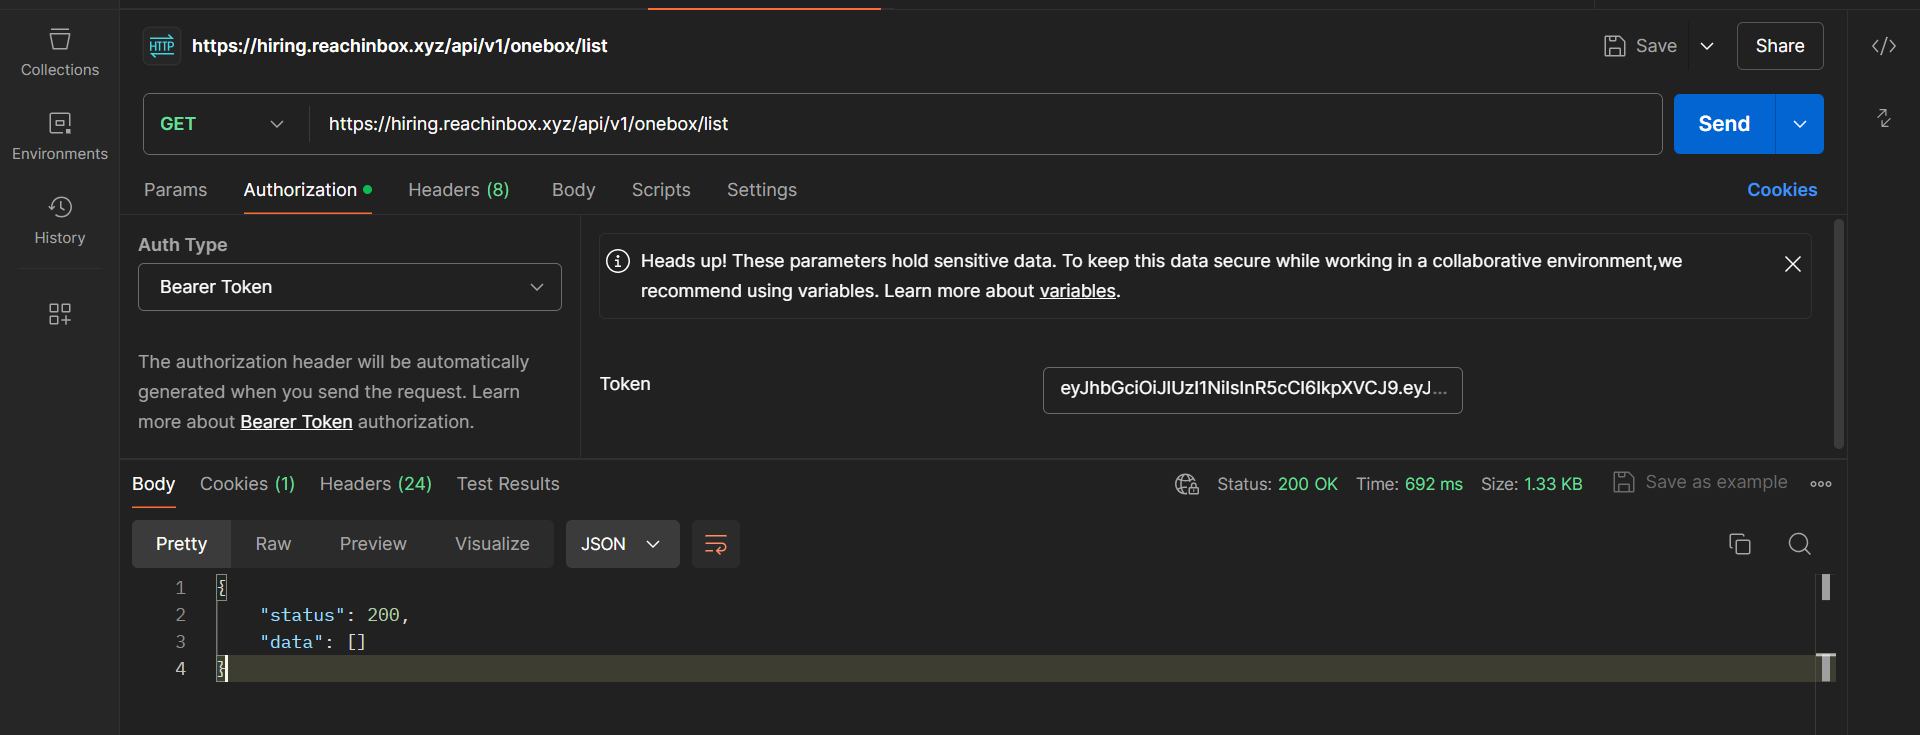 Collections
Environments
History
HTTP https://hiring.reachinbox.xyz/api/v1/onebox/list
Save
Share
GET
https://hiring.reachinbox.xyz/api/v1/onebox/list
Send
Params Authorization Headers (8) Body Scripts Settings Cookies
Auth Type
Bearer Token
The authorization header will be automatically
generated when you send the request. Learn
more about Bearer Token authorization.
Heads up! These parameters hold sensitive data. To keep this data secure while working in a collaborative environment,we
recommend using variables. Learn more about variables.
Token
eyJhbGciOiJIUzI1NiIsInR5cCI6IkpXVCJ9.eyJ...
Body Cookies (1) Headers (24) Test Results
Status: 200 OK Time: 692 ms Size: 1.33 KB Save as example
Pretty Raw Preview Visualize JSON
1 {
2 "status": 200,
3 "data": []
4 }